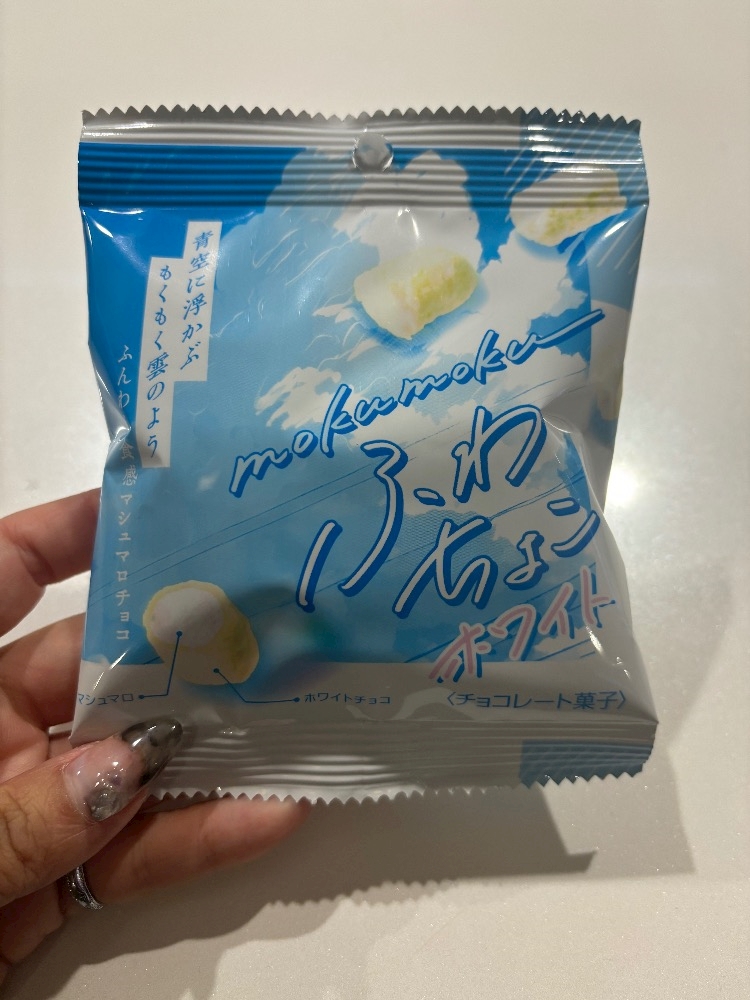 青空に浮かぶ
もくもく雲のよう
ふんわ 食感マシュマロチョコ
mokumoku
ふわ
ちょこ
ホワイト
マシュマロ
ホワイトチョコ
〈チョコレート菓子〉